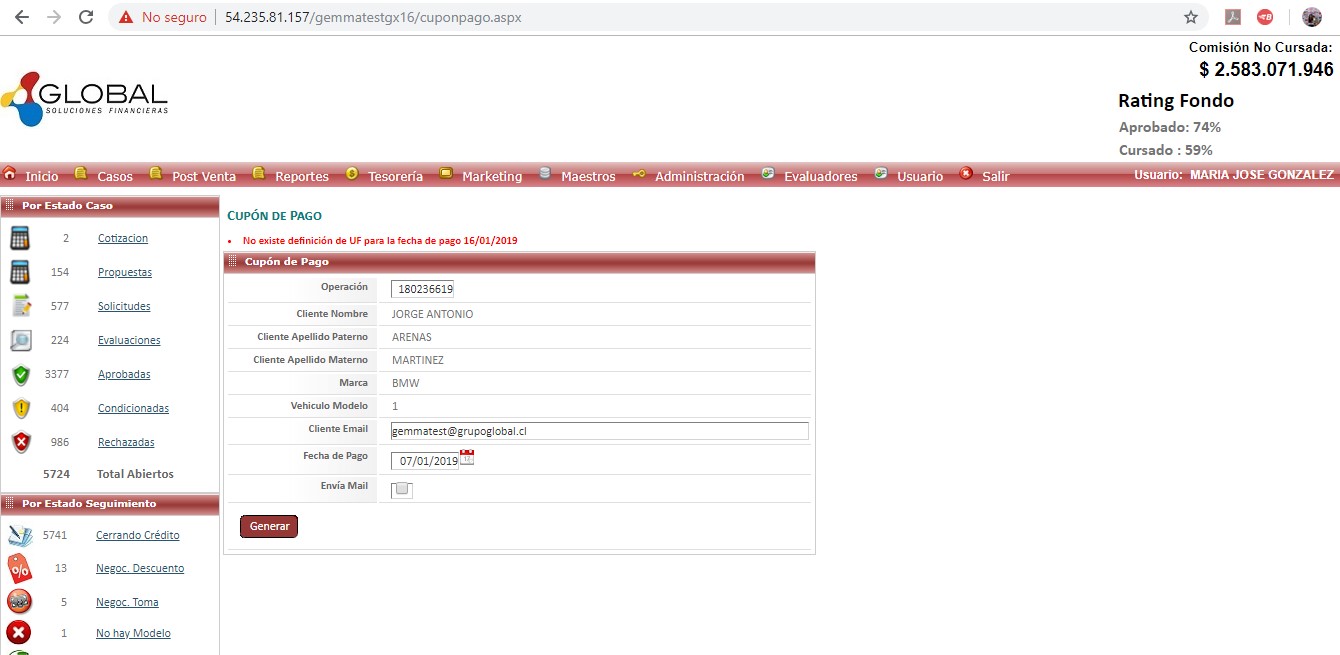 No seguro
54.235.81.157/gemmatestgx16/cuponpago.aspx
Comisión No Cursada:
$ 2.583.071.946
GLOBAL
SOLUCIONES FINANCIERAS
Rating Fondo
Aprobado: 74%
Cursado : 59%
Inicio Casos Post Venta Reportes Tesorería Marketing Maestros Administración Evaluadores Usuario Salir Usuario: MARIA JOSE GONZALEZ
Por Estado Caso
2 Cotizacion
154 Propuestas
577 Solicitudes
224 Evaluaciones
3377 Aprobadas
404 Condicionadas
986 Rechazadas
5724 Total Abiertos
Por Estado Seguimiento
5741 Cerrando Crédito
13 Negoc. Descuento
5 Negoc. Toma
1 No hay Modelo
CUPÓN DE PAGO
No existe definición de UF para la fecha de pago 16/01/2019
Cupón de Pago
Operación 180236619
Cliente Nombre JORGE ANTONIO
Cliente Apellido Paterno ARENAS
Cliente Apellido Materno MARTINEZ
Marca BMW
Vehiculo Modelo 1
Cliente Email gemmatest@grupoglobal.cl
Fecha de Pago 07/01/2019
Envía Mail
Generar